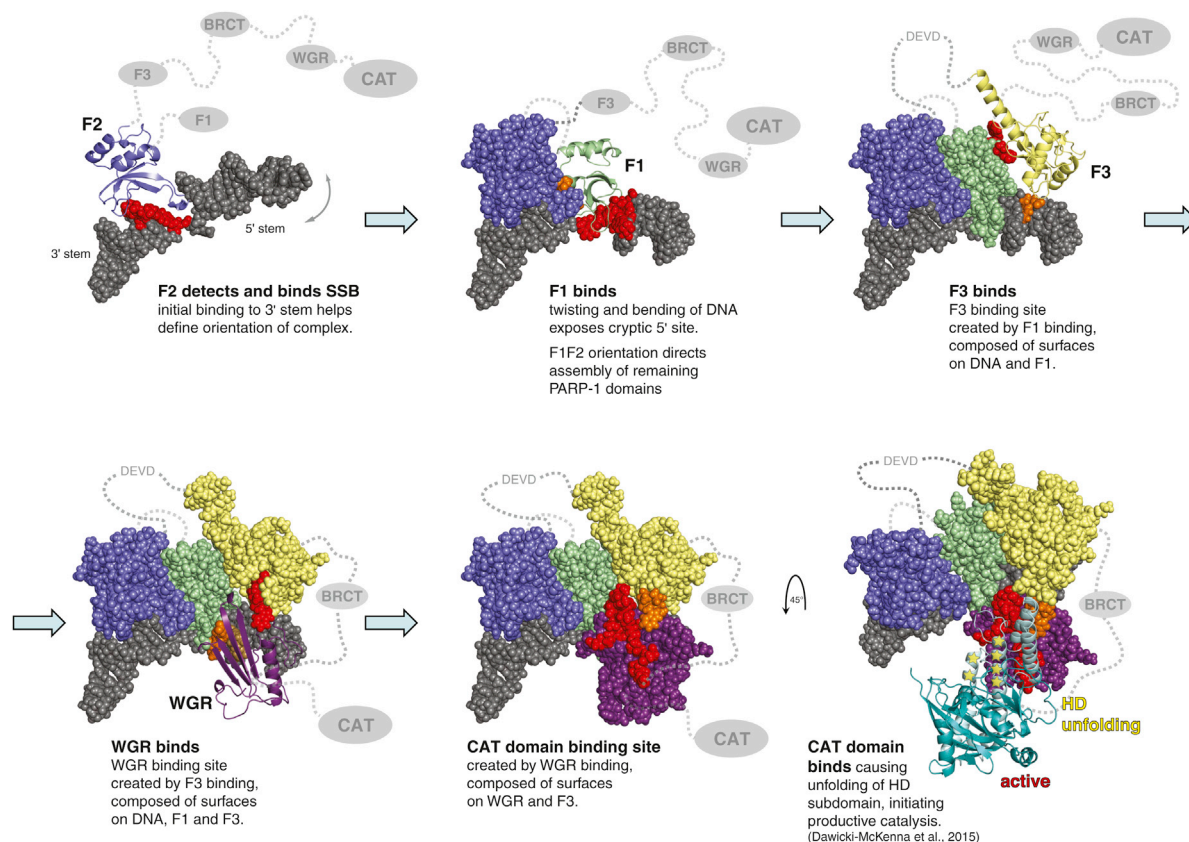 BRCT
WGR
CAT
F3
F1
F2
3' stem
5' stem
F2 detects and binds SSB
initial binding to 3' stem helps
define orientation of complex.
BRCT
F3
CAT
WGR
F1
F1 binds
twisting and bending of DNA
exposes cryptic 5' site.
F1F2 orientation directs
assembly of remaining
PARP-1 domains
DEVD
WGR
CAT
BRCT
F3
F3 binds
F3 binding site
created by F1 binding,
composed of surfaces
on DNA and F1.
DEVD
BRCT
WGR
CAT
WGR binds
WGR binding site
created by F3 binding,
composed of surfaces
on DNA, F1 and F3.
DEVD
BRCT
CAT
CAT domain binding site
created by WGR binding,
composed of surfaces
on WGR and F3.
45°
DEVD
BRCT
HD
unfolding
active
CAT domain
binds causing
unfolding of HD
subdomain, initiating
productive catalysis.
(Dawicki-McKenna et al., 2015)